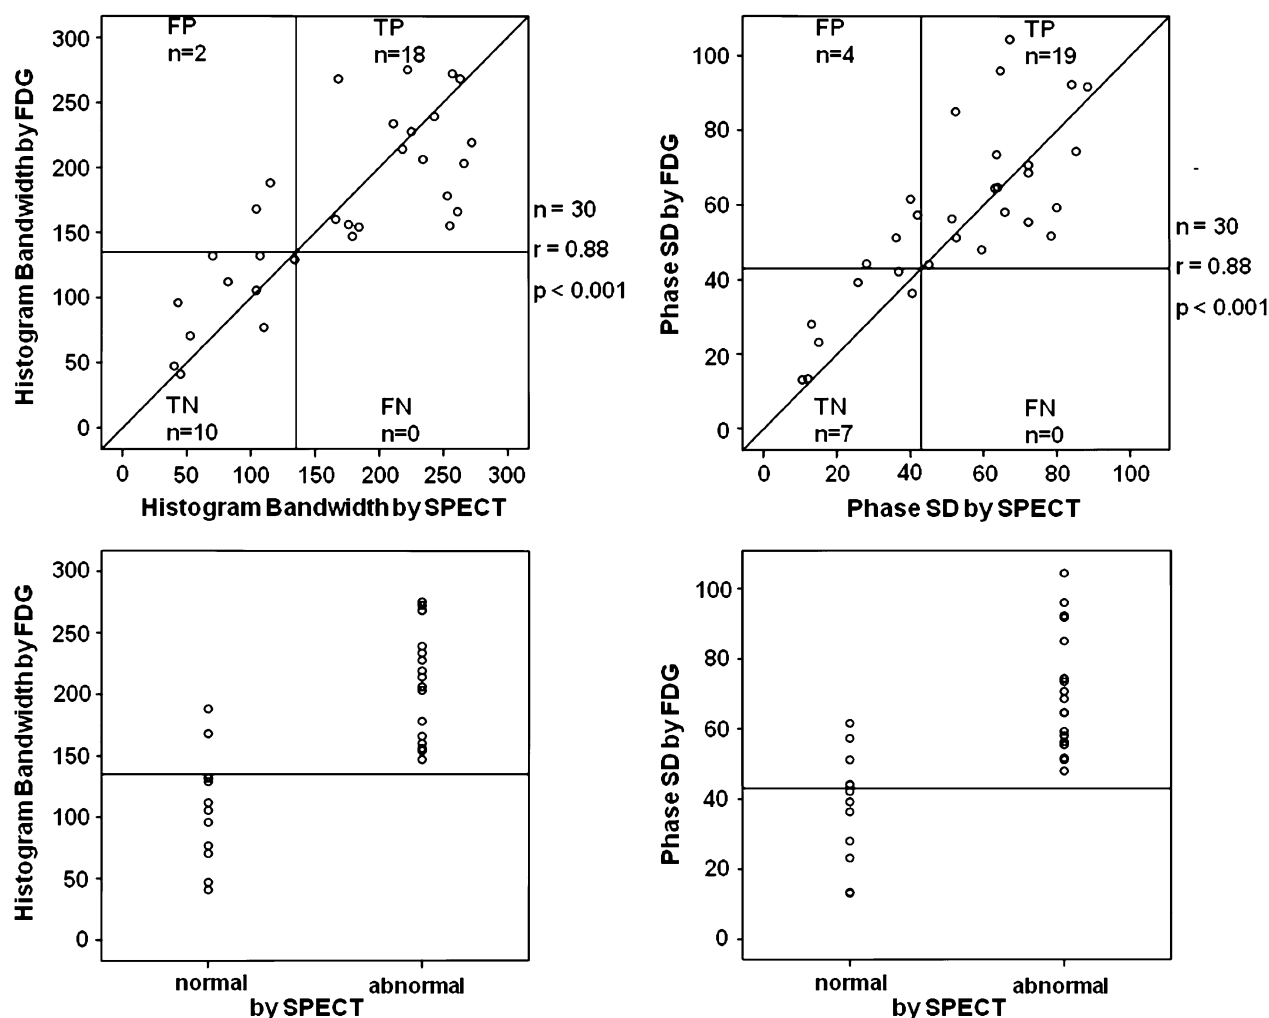 FP
n=2
TP
n=18
300
250
200
150
100
50
0
TN
n=10
FN
n=0
0 50 100 150 200 250 300
Histogram Bandwidth by SPECT
Histogram Bandwidth by FDG
n = 30
r = 0.88
p < 0.001
FP
n=4
TP
n=19
100
80
60
40
20
0
TN
n=7
FN
n=0
0 20 40 60 80 100
Phase SD by SPECT
Phase SD by FDG
-
n = 30
r = 0.88
p < 0.001
300
250
200
150
100
50
0
normal abnormal
by SPECT
Histogram Bandwidth by FDG
100
80
60
40
20
0
normal abnormal
by SPECT
Phase SD by FDG